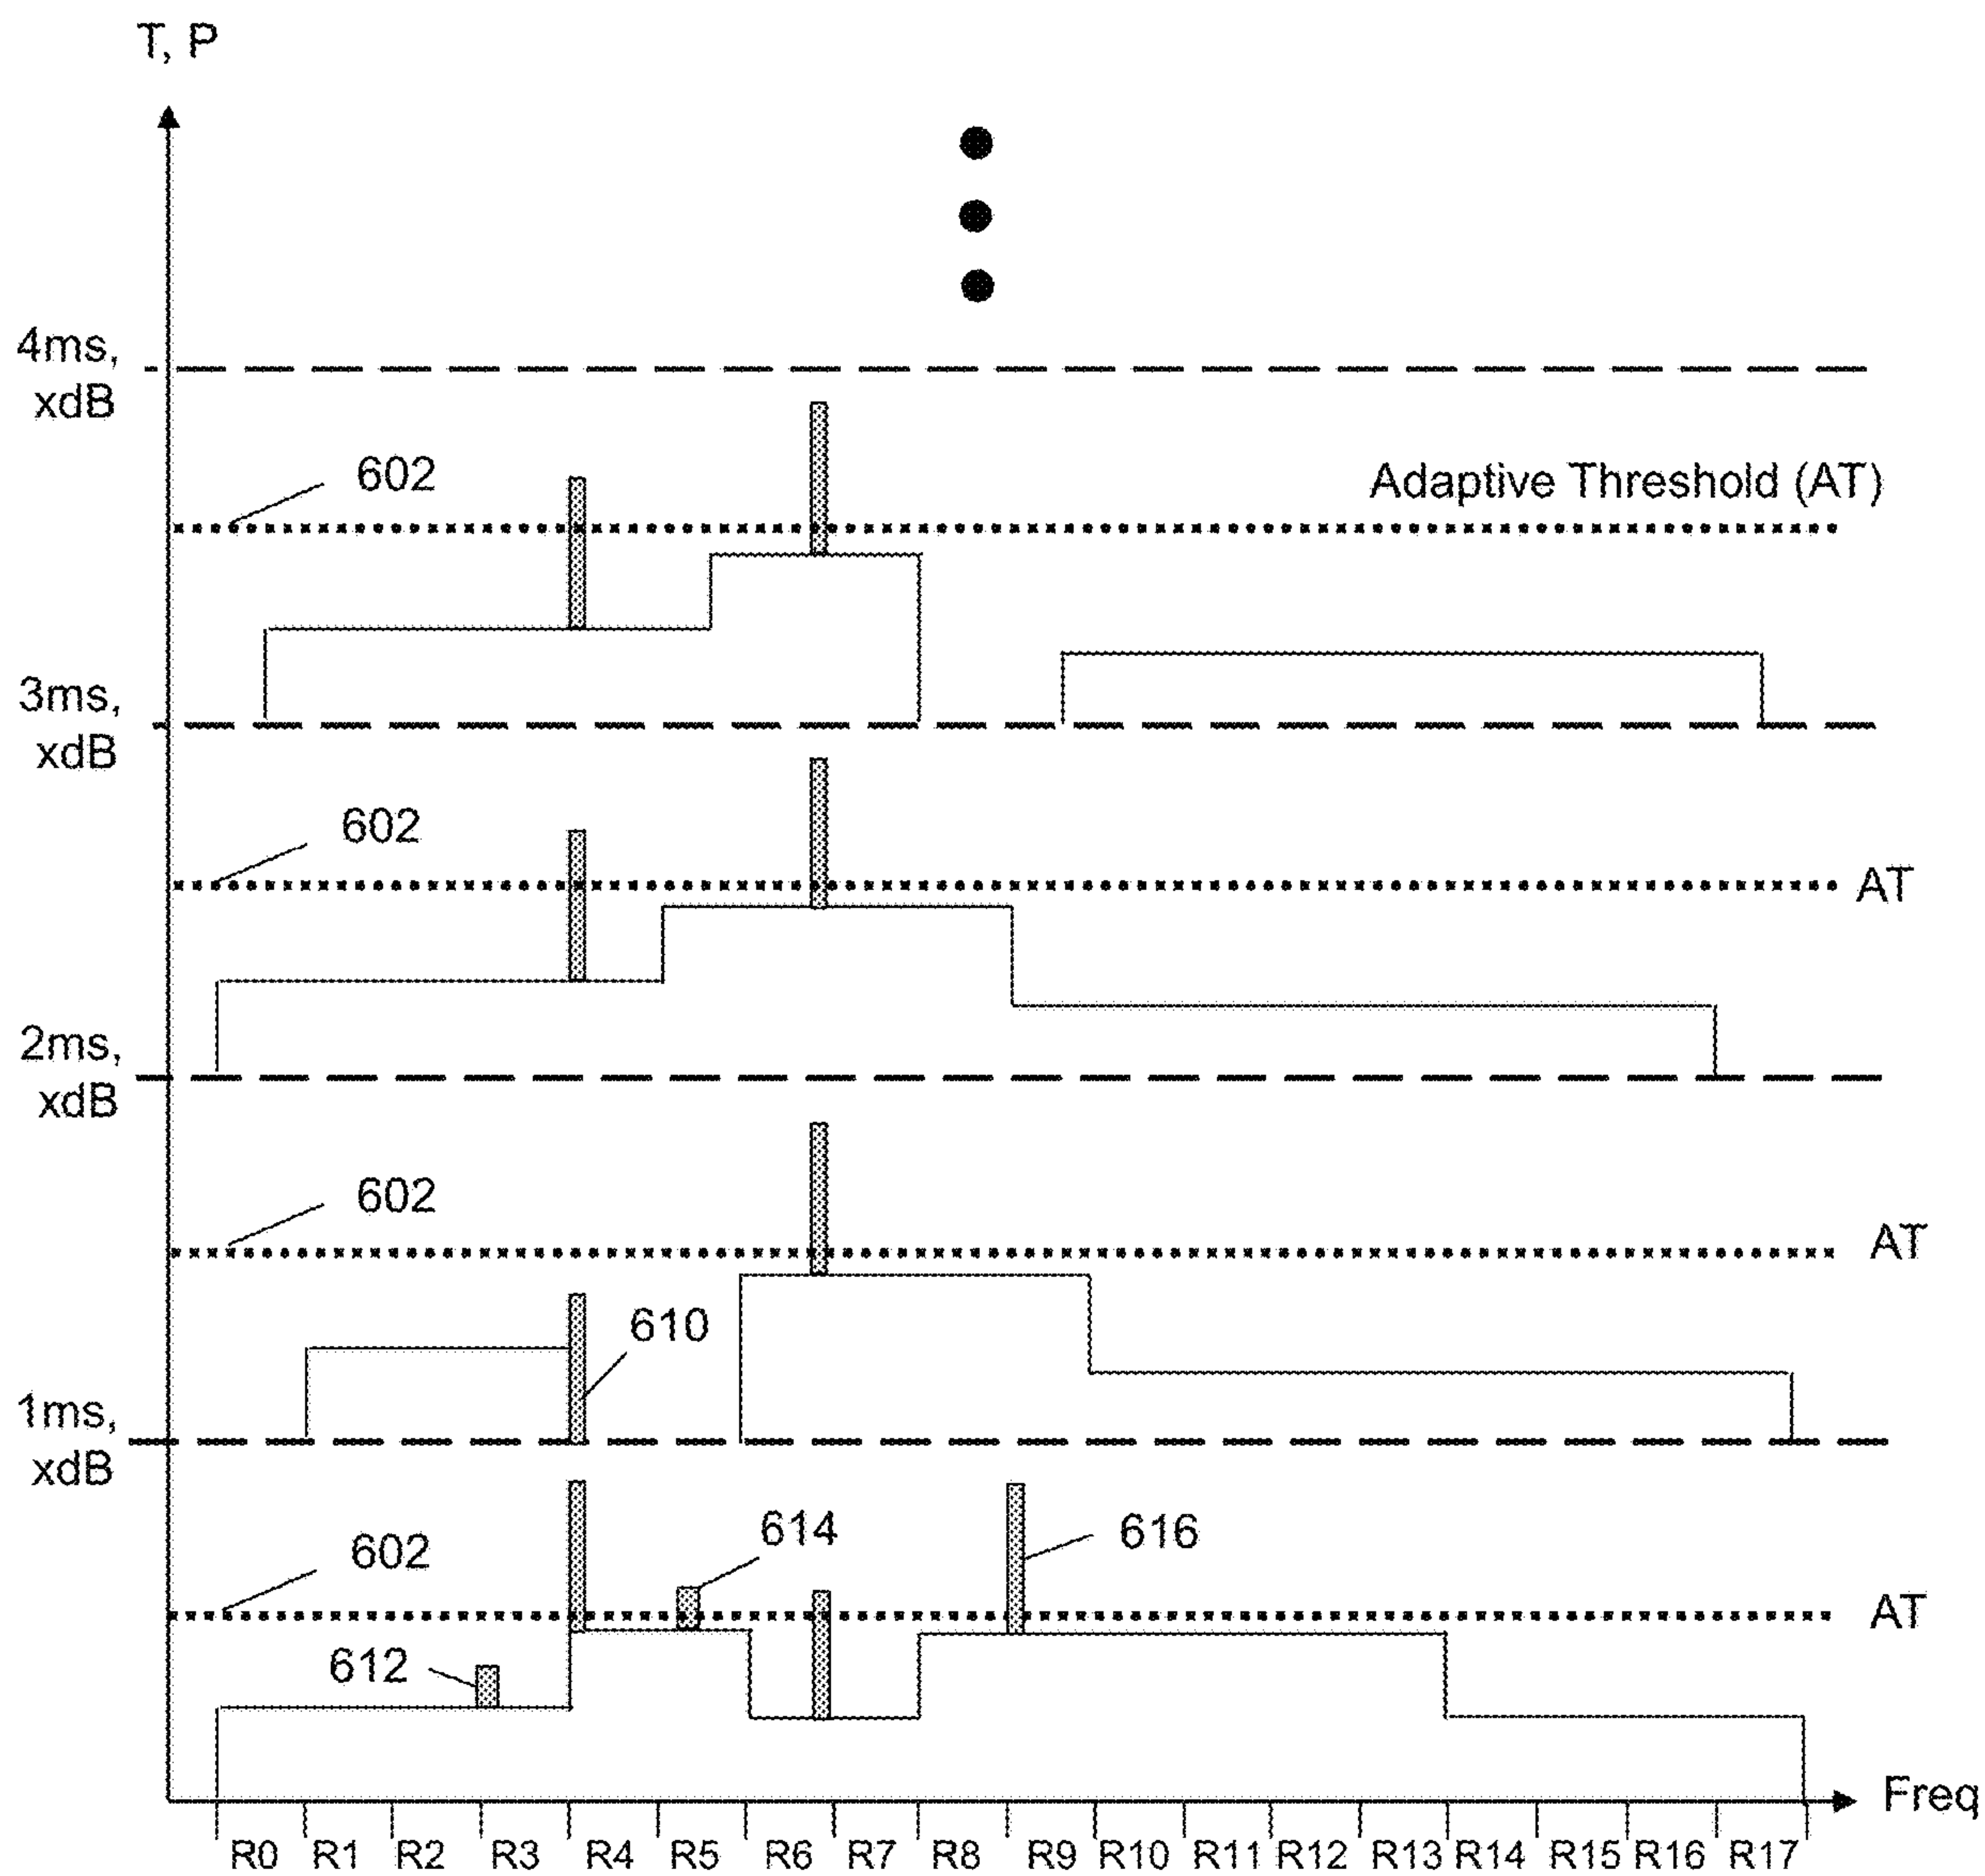 T, P
4ms,
xdB
602
Adaptive Threshold (AT)
3ms,
xdB
602
AT
2ms,
xdB
602
AT
610
1ms,
xdB
602
614
616
AT
612
Freq
R0 R1 R2 R3 R4 R5 R6 R7 R8 R9 R10 R11 R12 R13 R14 R15 R16 R17